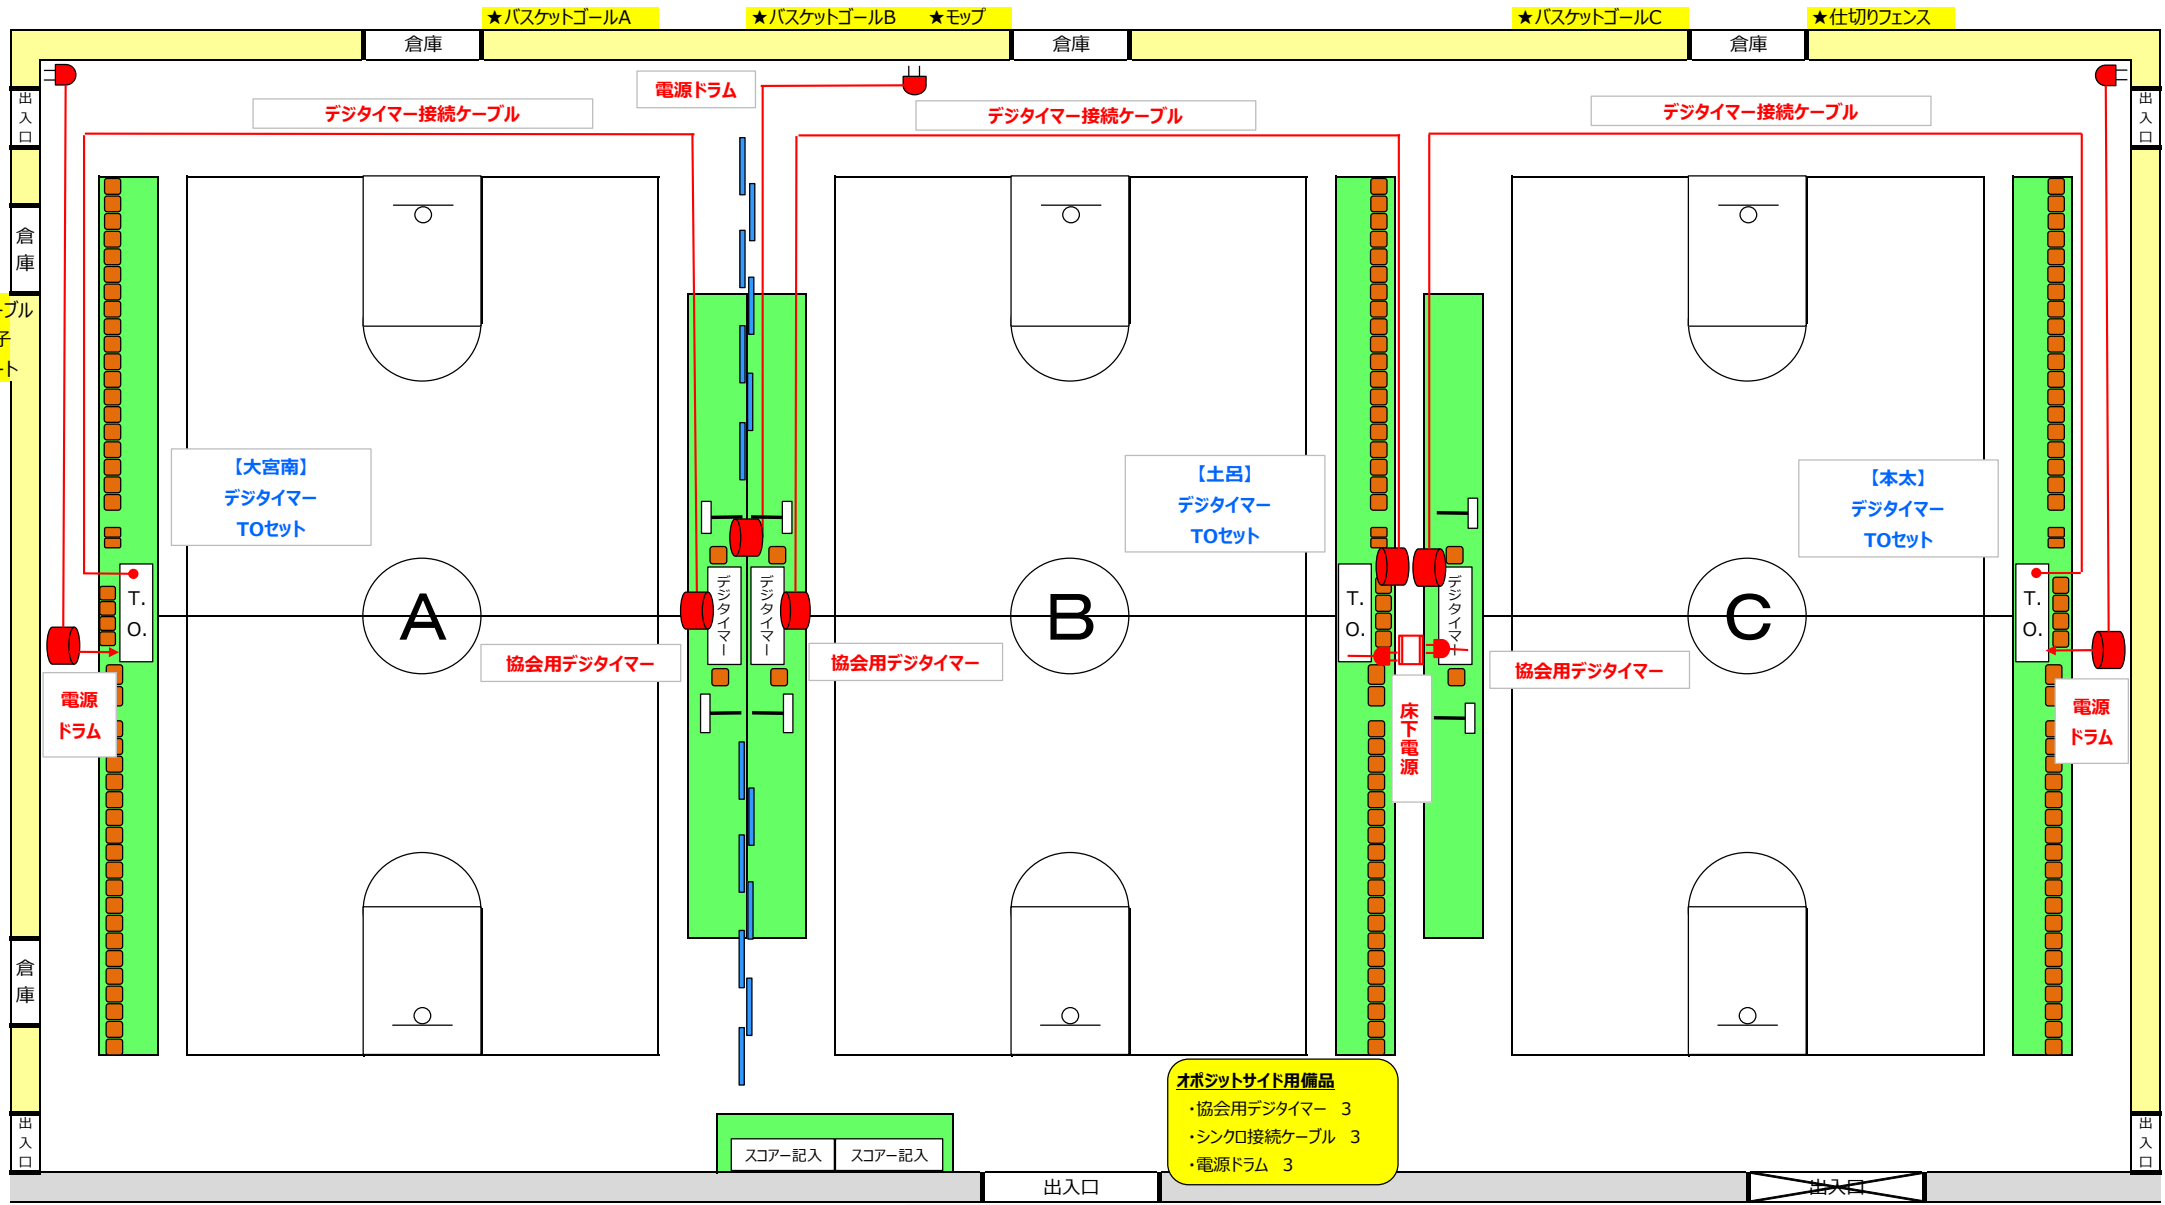 ★バスケットゴールA
★バスケットゴールB
★モップ
★バスケットゴールC
★仕切りフェンス
倉庫
倉庫
倉庫
出入口
電源ドラム
出入口
デジタイマー接続ケーブル
デジタイマー接続ケーブル
デジタイマー接続ケーブル
倉庫
ブル
ト
【大宮南】
デジタイマー
TOセット
【土呂】
デジタイマー
TOセット
【本太】
デジタイマー
TOセット
T.
O.
A
デジタイマー
デジタイマー
B
T.
O.
デジタイマー
C
T.
O.
協会用デジタイマー
協会用デジタイマー
協会用デジタイマー
電源
ドラム
床下電源
電源
ドラム
倉庫
オポジットサイド用備品
・協会用デジタイマー 3
・シンクロ接続ケーブル 3
・電源ドラム 3
出入口
スコアー記入
スコアー記入
出入口
出入口
出入口